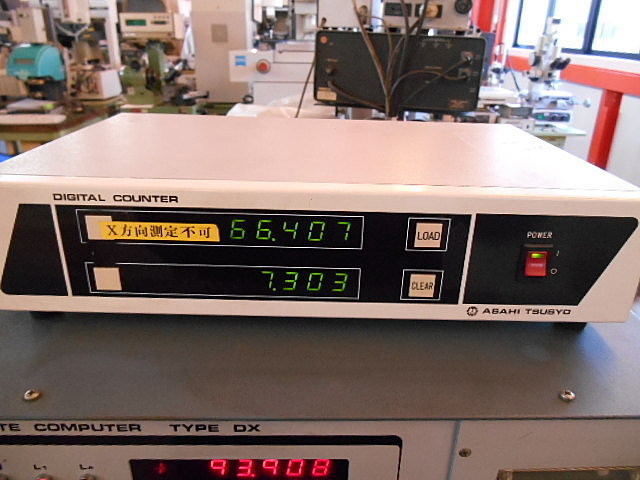 DIGITAL COUNTER
X方向測定不可
66.407
LOAD
7.303
CLEAR
POWER
I
O
ASAHI TSUSYO
TE COMPUTER TYPE DX
93.908